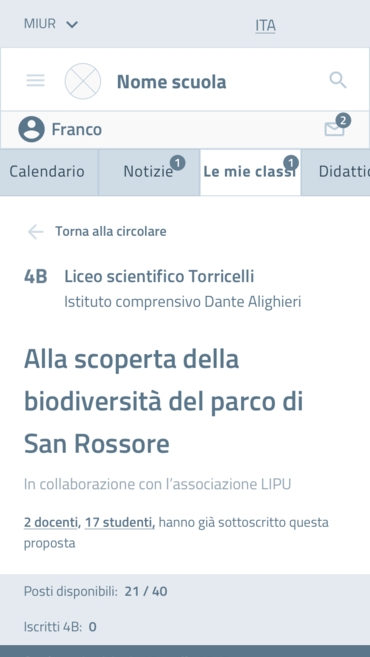 MIUR
ITA
Nome scuola
Franco
2
Calendario
Notizie
1
Le mie classi
1
Torna alla circolare
4B
Liceo scientifico Torricelli
Istituto comprensivo Dante Alighieri
Alla scoperta della
biodiversità del parco di
San Rossore
In collaborazione con l'associazione LIPU
2 docenti, 17 studenti, hanno già sottoscritto questa
proposta
Posti disponibili: 21 / 40
Iscritti 4B: 0